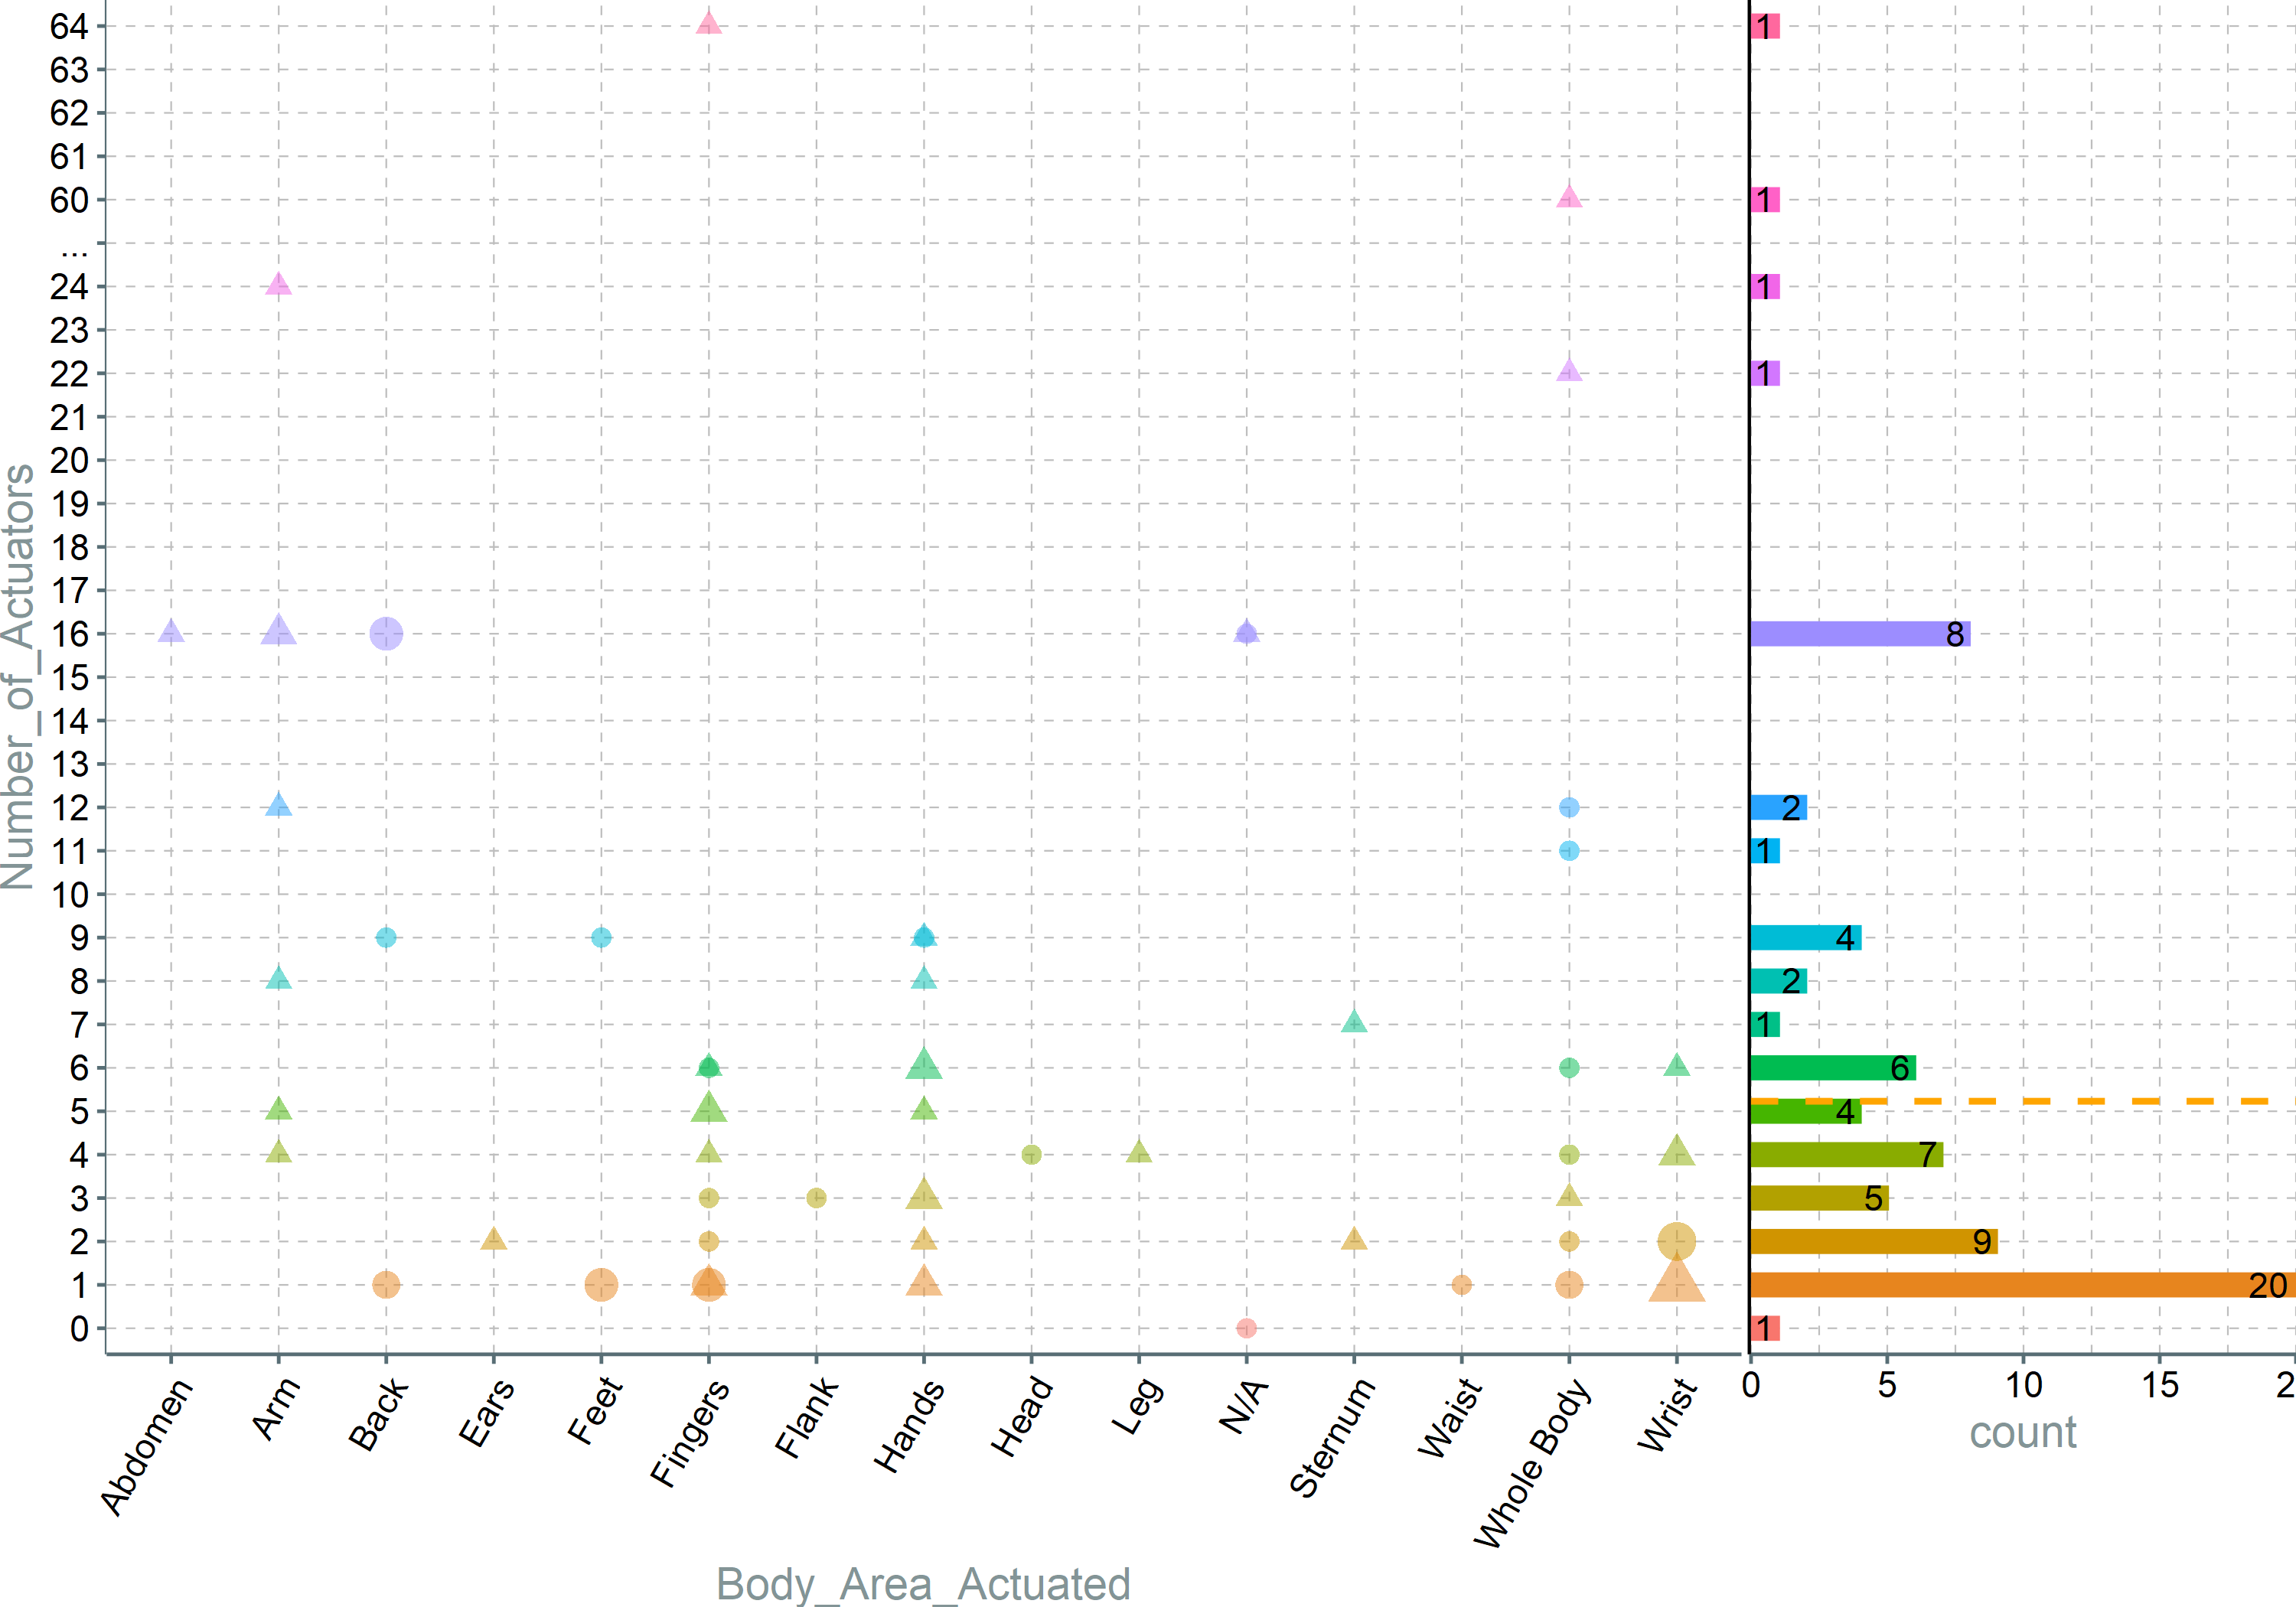 64
63
62
61
60
...
24
23
22
21
20
19
18
17
16
15
14
13
12
11
10
9
8
7
6
5
4
3
2
1
0
Number_of_Actuators
Abdomen
Arm
Back
Ears
Feet
Fingers
Flank
Hands
Head
Leg
N/A
Sternum
Waist
Whole Body
Wrist
Body_Area_Actuated
1
1
1
1
8
2
1
4
2
1
6
4
7
5
9
20
1
0 5 10 15 2
count